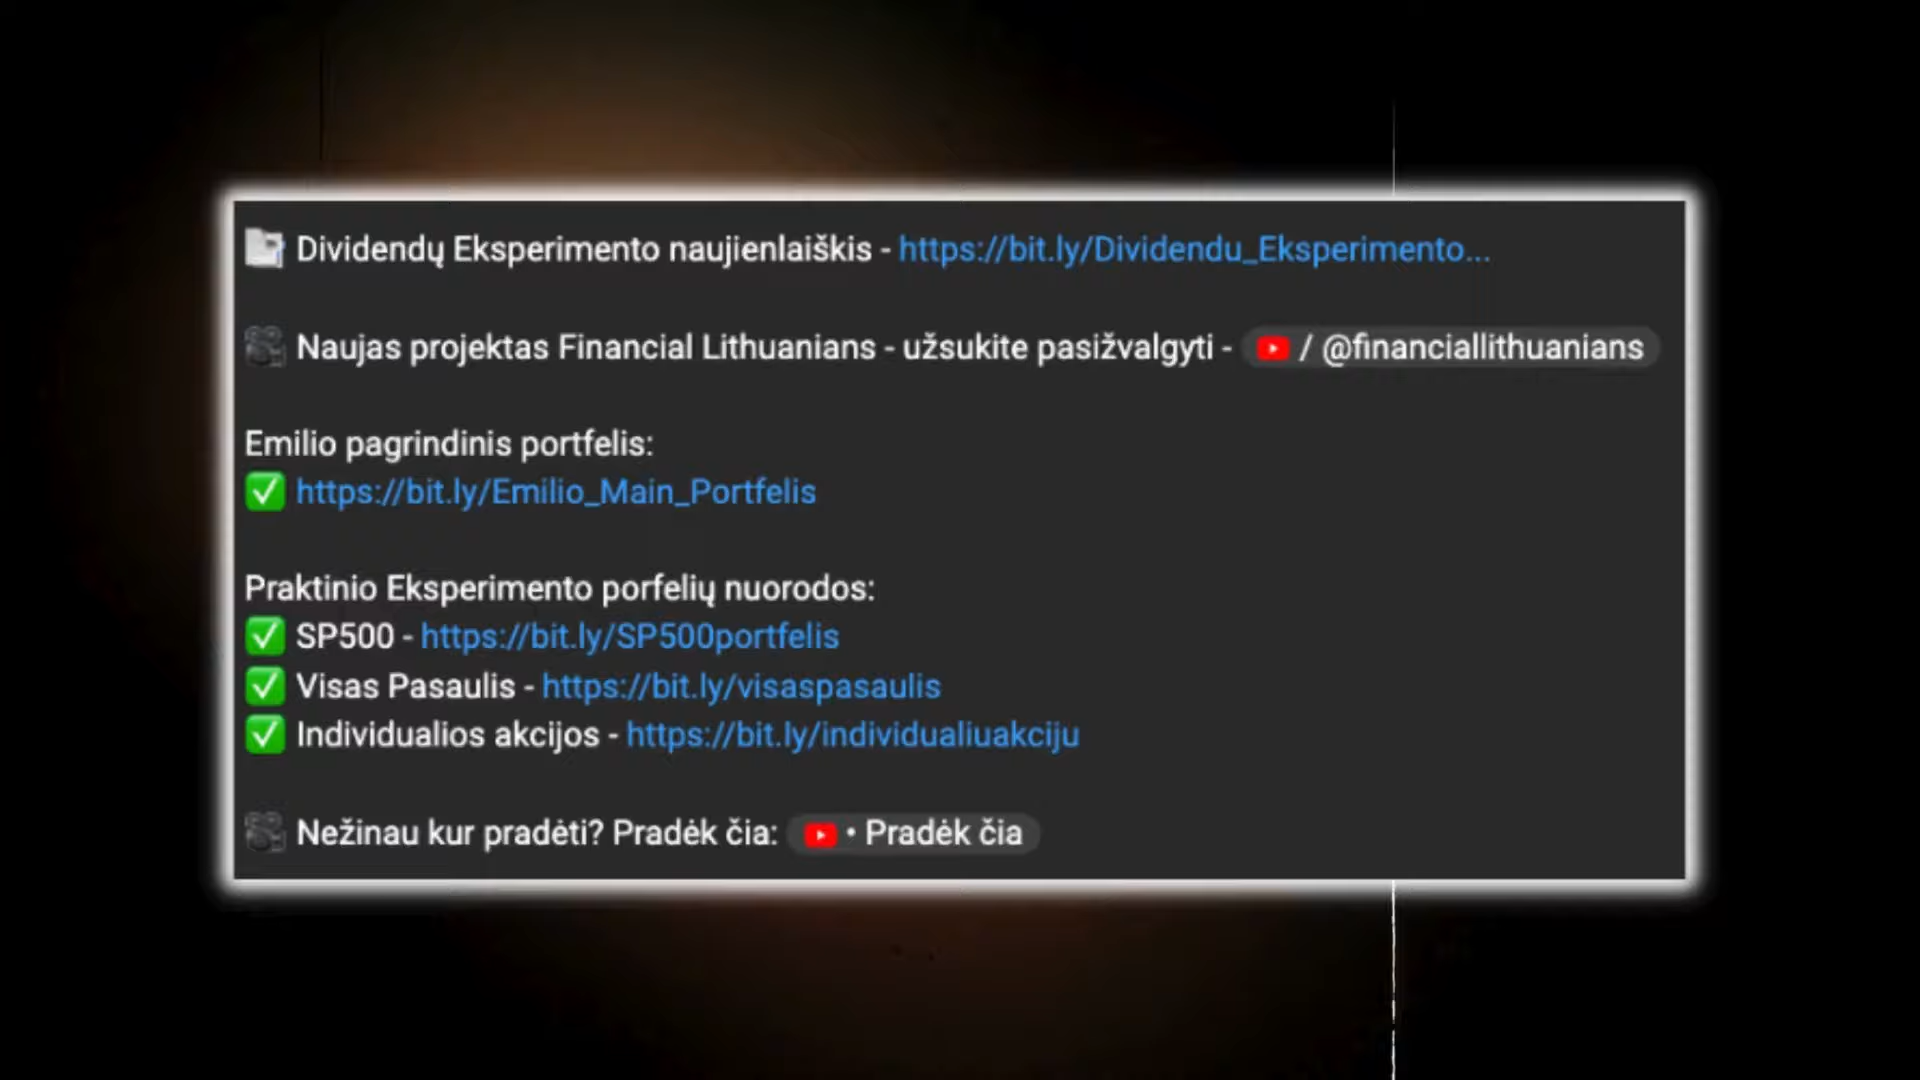 Dividendų Eksperimento naujienlaiškis - https://bit.ly/Dividendu_Eksperimento...
Naujas projektas Financial Lithuanians - užsukite pasižvalgyti - / @financiallithuanians
Emilio pagrindinis portfelis:
✅ https://bit.ly/Emilio_Main_Portfelis
Praktinio Eksperimento porfelių nuorodos:
✅ SP500 - https://bit.ly/SP500portfelis
✅ Visas Pasaulis - https://bit.ly/visaspasaulis
✅ Individualios akcijos - https://bit.ly/individualiuakciju
Nežinau kur pradėti? Pradėk čia: • Pradėk čia